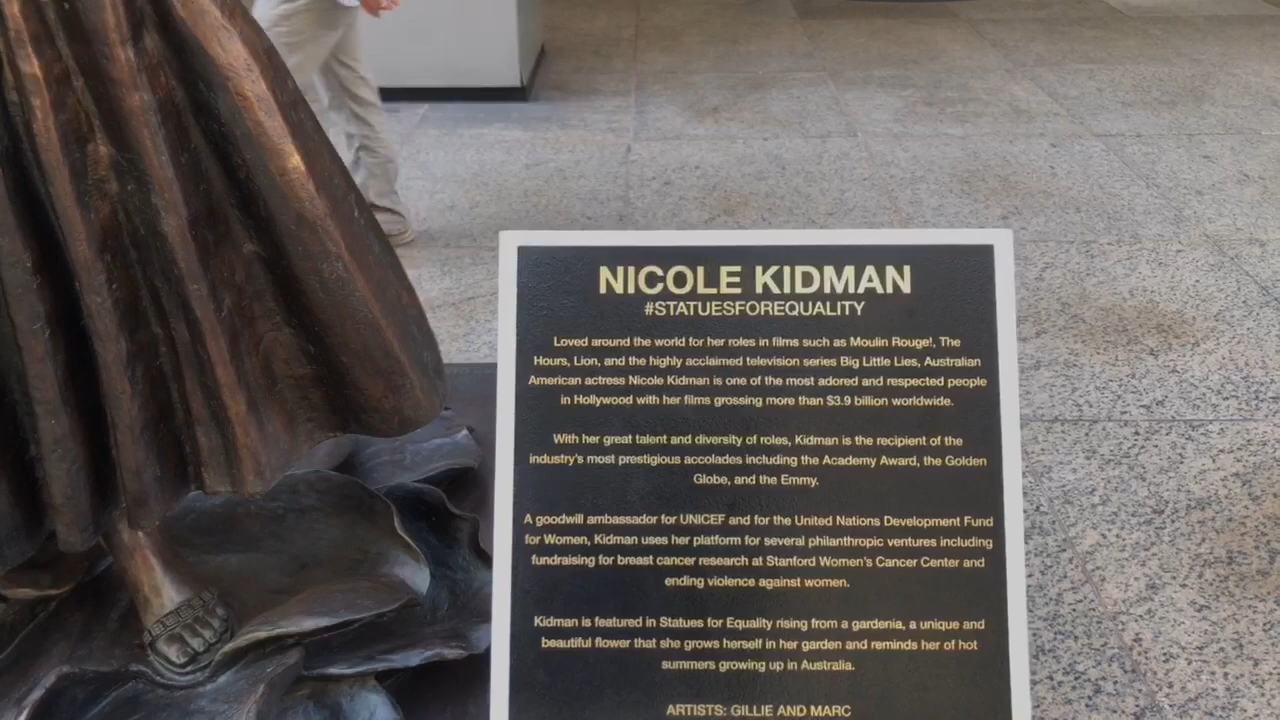 NICOLE KIDMAN
#STATUESFOREQUALITY
Loved around the world for her roles in films such as Moulin Rouge!, The
Hours, Lion, and the highly acclaimed television series Big Little Lies, Australian
American actress Nicole Kidman is one of the most adored and respected people
in Hollywood with her films grossing more than $3.9 billion worldwide.
With her great talent and diversity of roles, Kidman is the recipient of the
industry's most prestigious accolades including the Academy Award, the Golden
Globe, and the Emmy.
A goodwill ambassador for UNICEF and for the United Nations Development Fund
for Women, Kidman uses her platform for several philanthropic ventures including
fundraising for breast cancer research at Stanford Women's Cancer Center and
ending violence against women.
Kidman is featured in Statues for Equality rising from a gardenia, a unique and
beautiful flower that she grows herself in her garden and reminds her of hot
summers growing up in Australia.
ARTISTS: GILLIE AND MARC